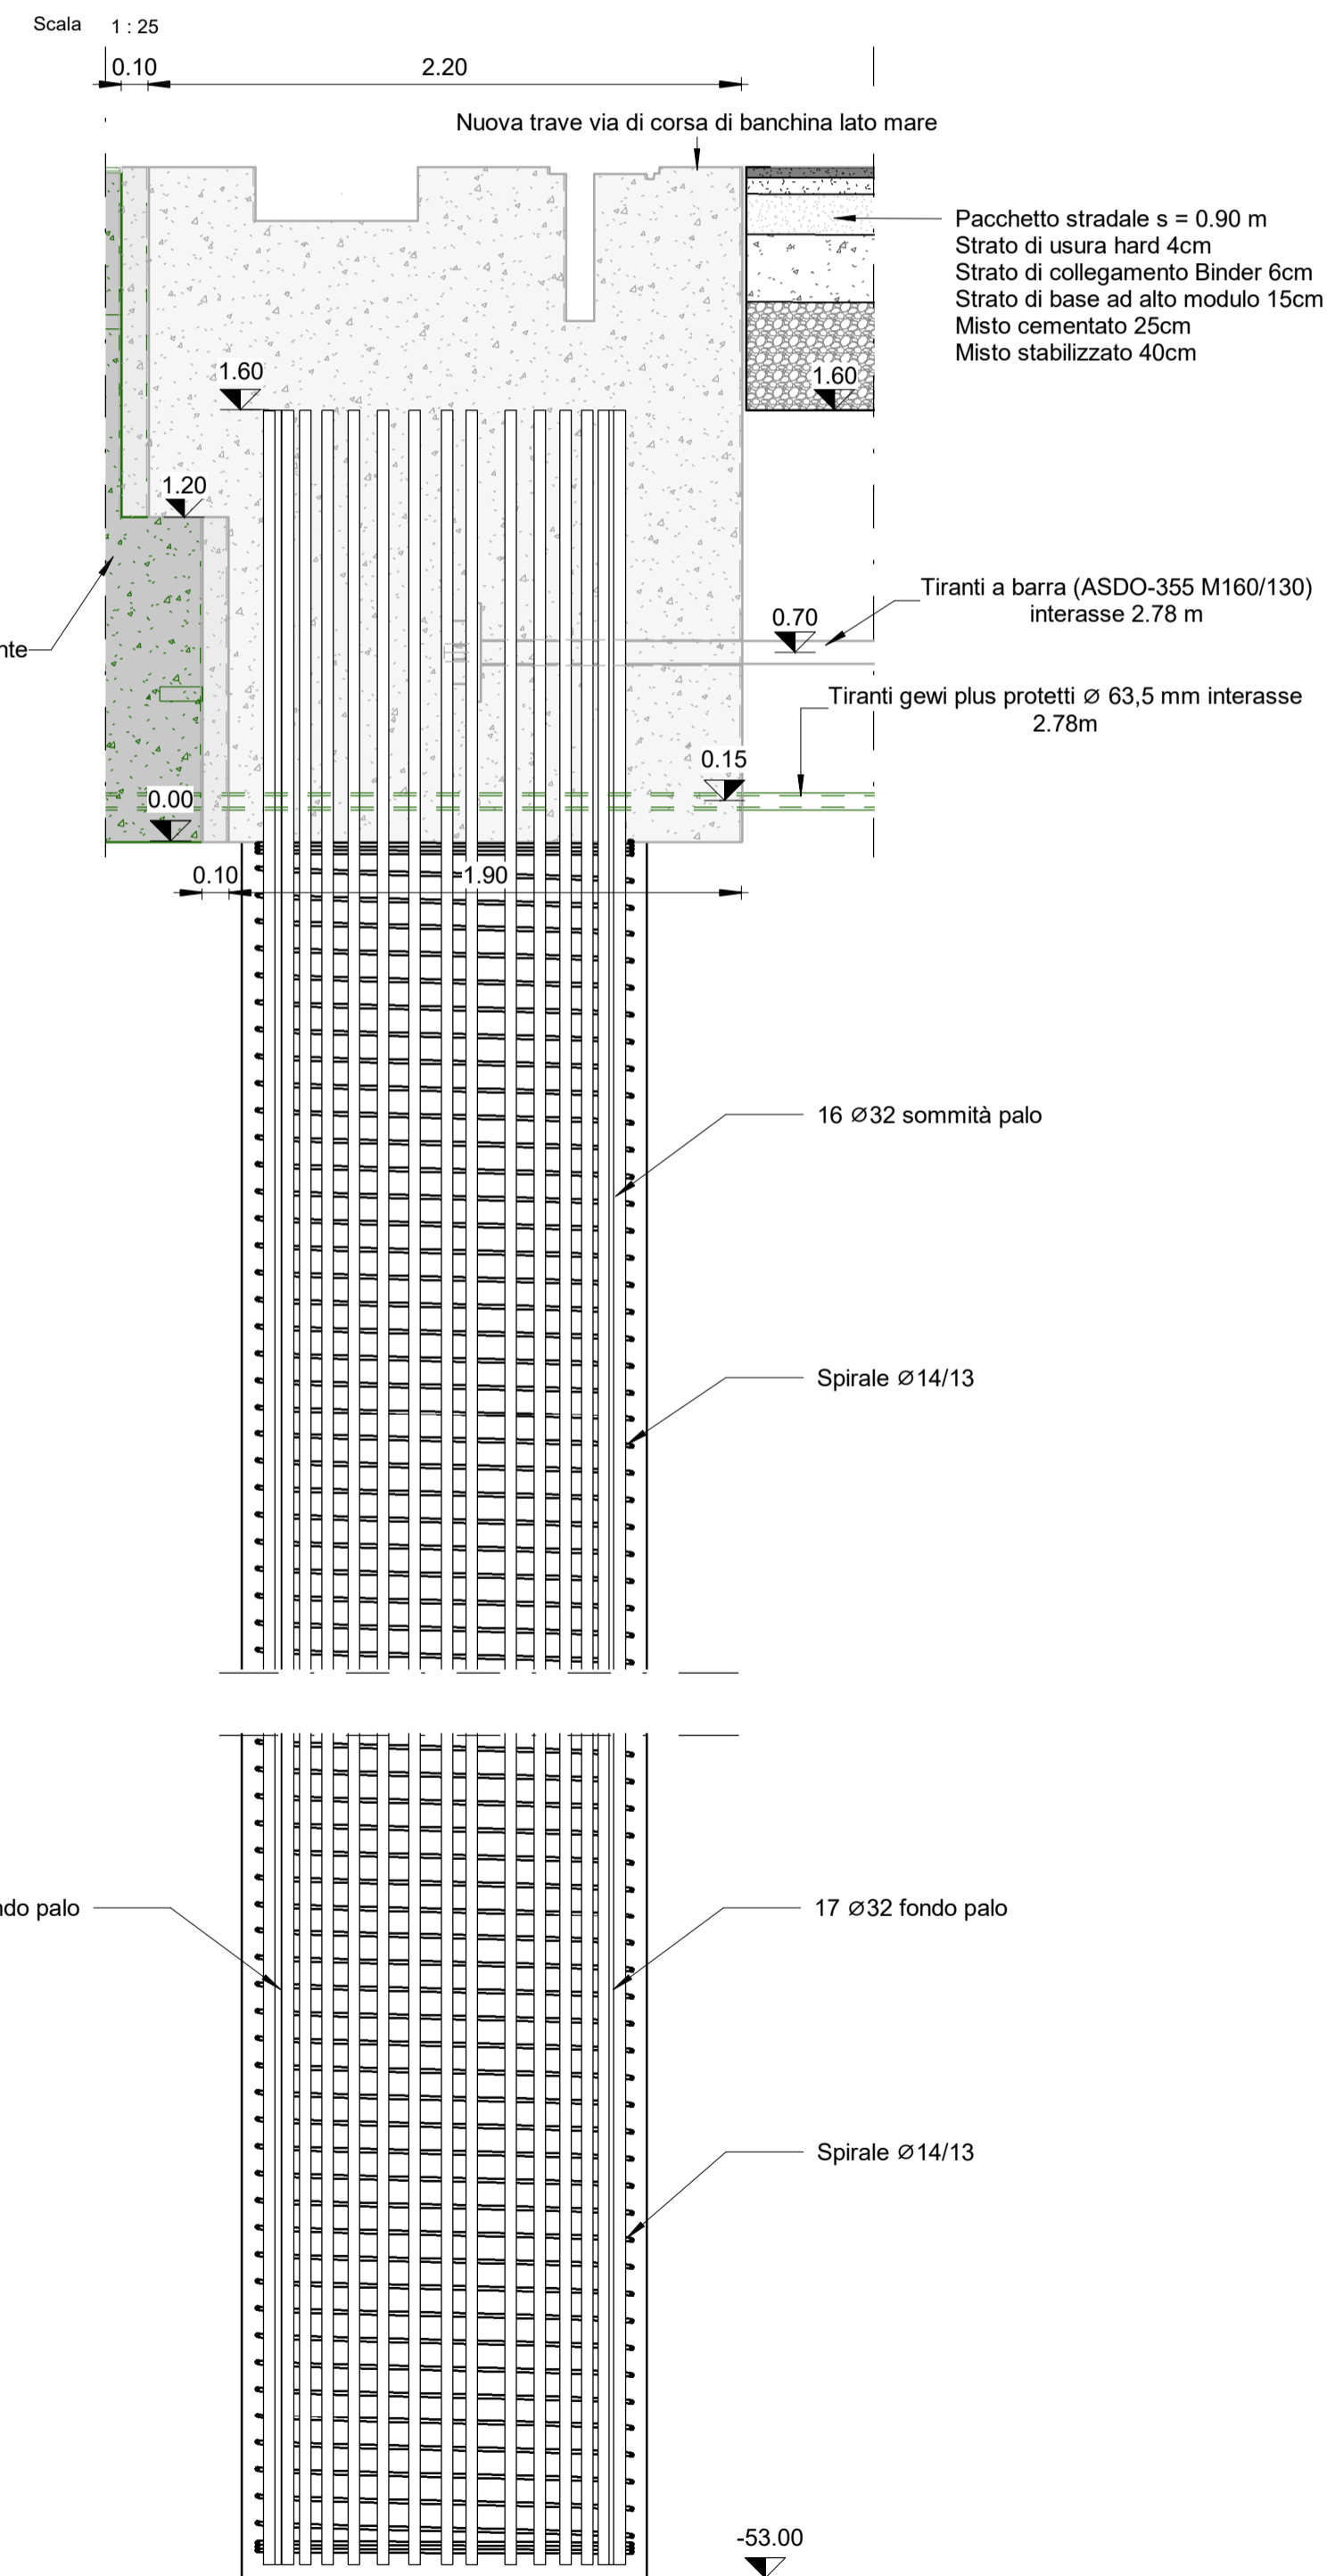 Scala 1 : 25
0.10 2.20
Nuova trave via di corsa di banchina lato mare
Pacchetto stradale s = 0.90 m
Strato di usura hard 4cm
Strato di collegamento Binder 6cm
Strato di base ad alto modulo 15cm
Misto cementato 25cm
Misto stabilizzato 40cm
1.60
1.60
1.20
Tiranti a barra (ASDO-355 M160/130)
interasse 2.78 m
0.70
nte
Tiranti gewi plus protetti Ø 63,5 mm interasse
2.78m
0.15
0.00
0.10 1.90
16 Ø32 sommità palo
Spirale Ø14/13
do palo
17 Ø32 fondo palo
Spirale Ø14/13
-53.00